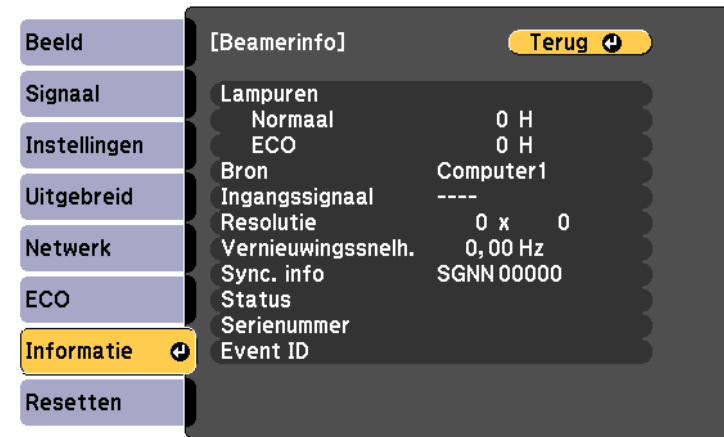 Beeld
Signaal
Instellingen
Uitgebreid
Netwerk
ECO
Informatie
Resetten
[Beamerinfo] Terug
Lampuren
Normaal 0 H
ECO 0 H
Bron Computer1
Ingangssignaal ----
Resolutie 0 x 0
Vernieuwingssnelh. 0,00 Hz
Sync. info SGNN 00000
Status
Serienummer
Event ID